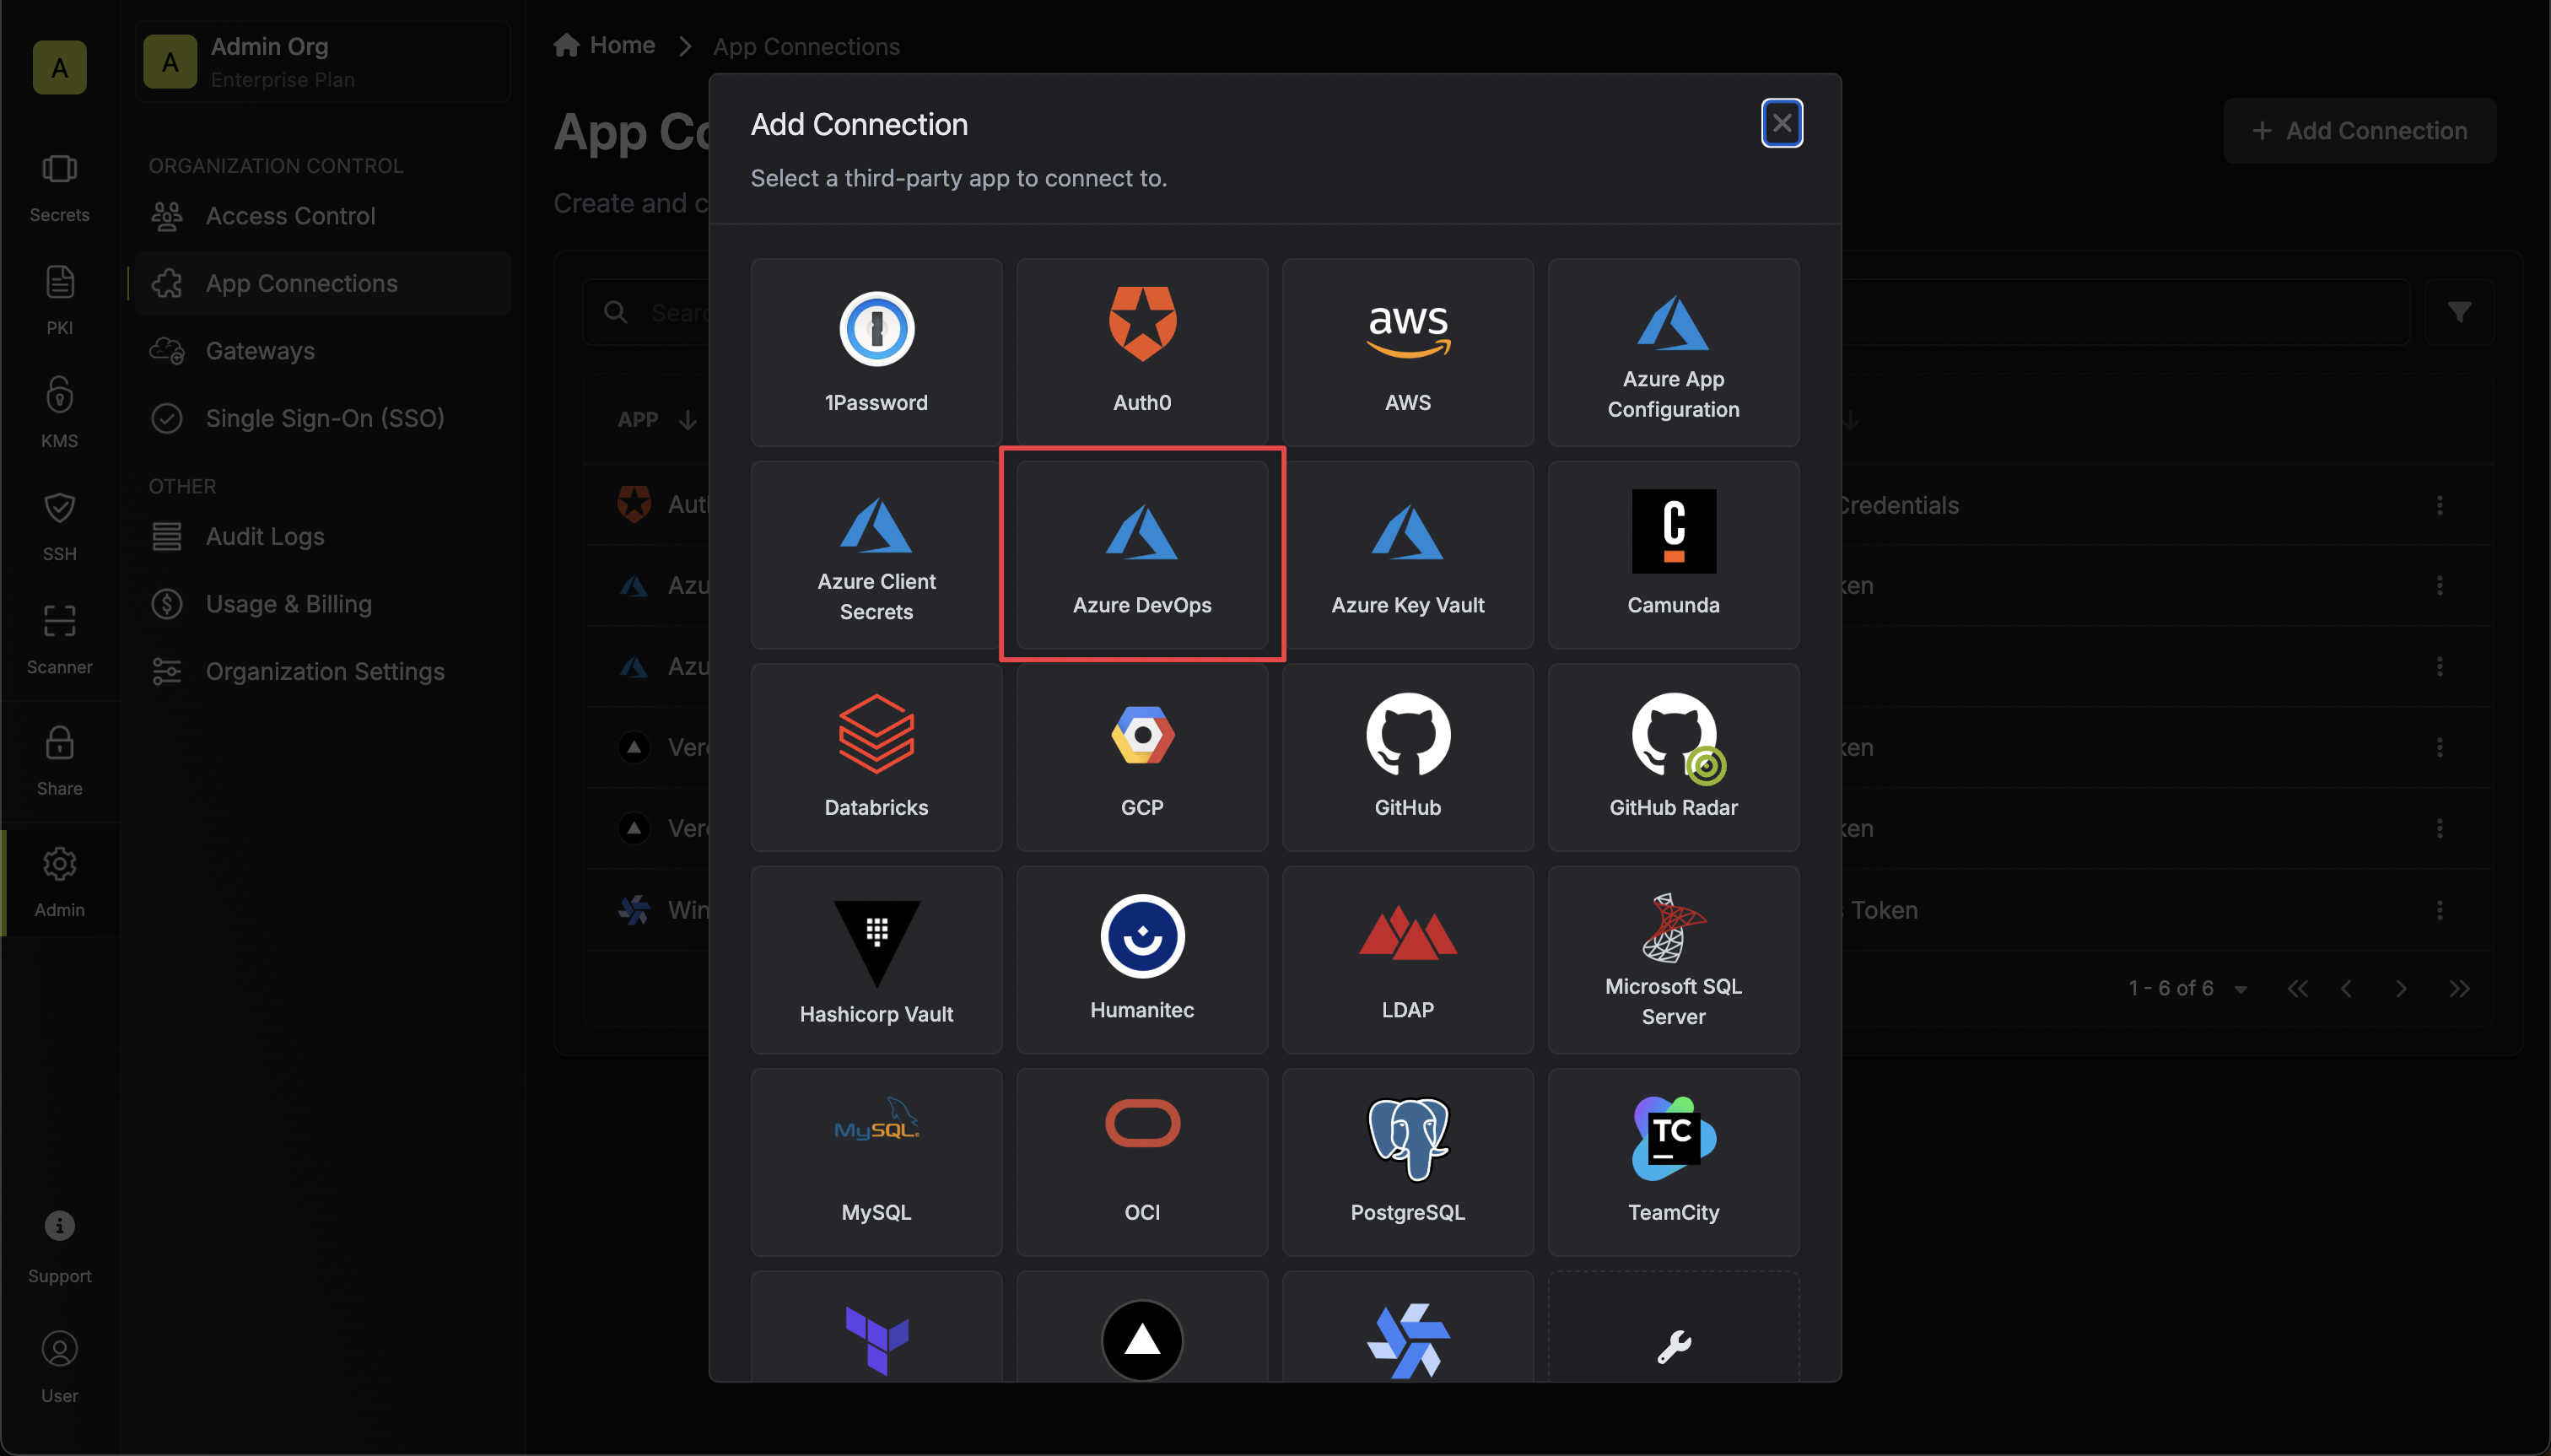 A
Secrets
PKI
KMS
SSH
Scanner
Share
Admin
Support
User
A
Admin Org
Enterprise Plan
ORGANIZATION CONTROL
Access Control
App Connections
Gateways
Single Sign-On (SSO)
OTHER
Audit Logs
Usage & Billing
Organization Settings
Home
App Connections
App Co
Create and c
Add Connection
Sear
APP
Aut
Azu
Azu
Ver
Ver
Win
Credentials
ken
ken
ken
Token
1 - 6 of 6
Add Connection
Select a third-party app to connect to.
1Password
Auth0
aws
AWS
Azure App
Configuration
Azure Client
Secrets
Azure DevOps
Azure Key Vault
C
Camunda
Databricks
GCP
GitHub
GitHub Radar
Hashicorp Vault
Humanitec
LDAP
Microsoft SQL
Server
MySQL
MySQL
OCI
PostgreSQL
TC
TeamCity